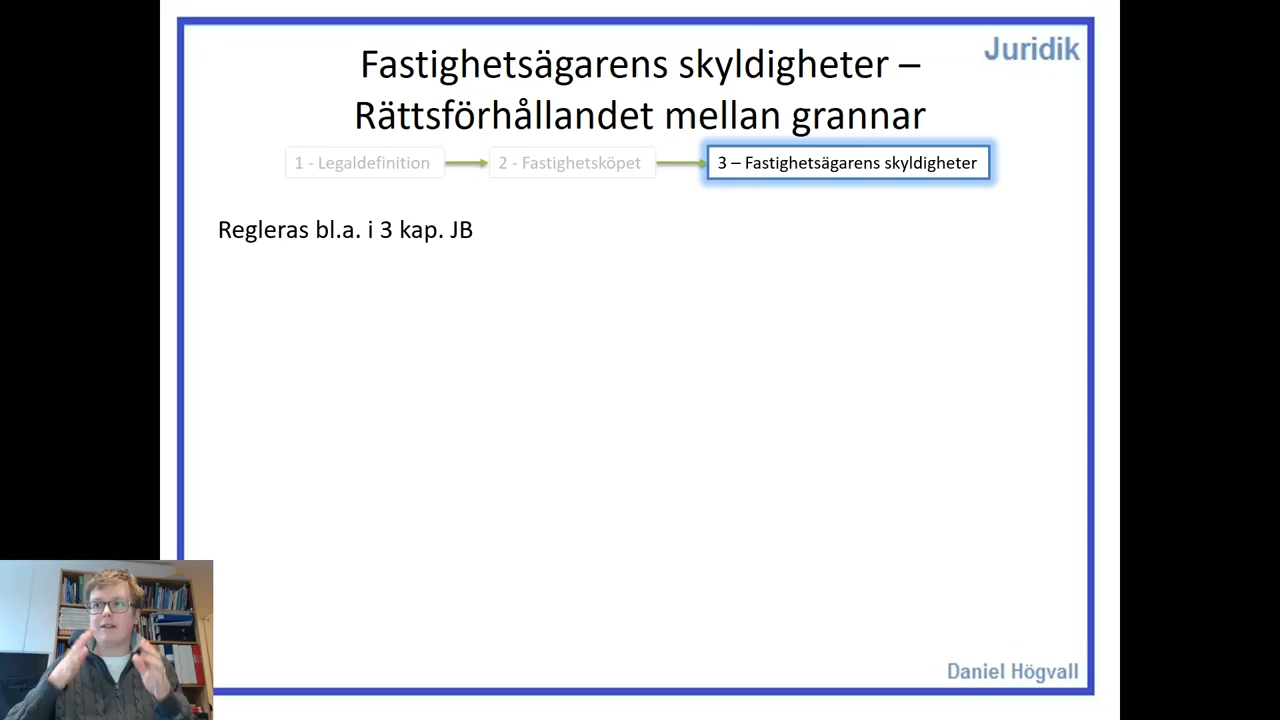 Juridik
Fastighetsägarens skyldigheter –
Rättsförhållandet mellan grannar
1 - Legaldefinition
2 - Fastighetsköpet
3 – Fastighetsägarens skyldigheter
Regleras bl.a. i 3 kap. JB
Daniel Högvall